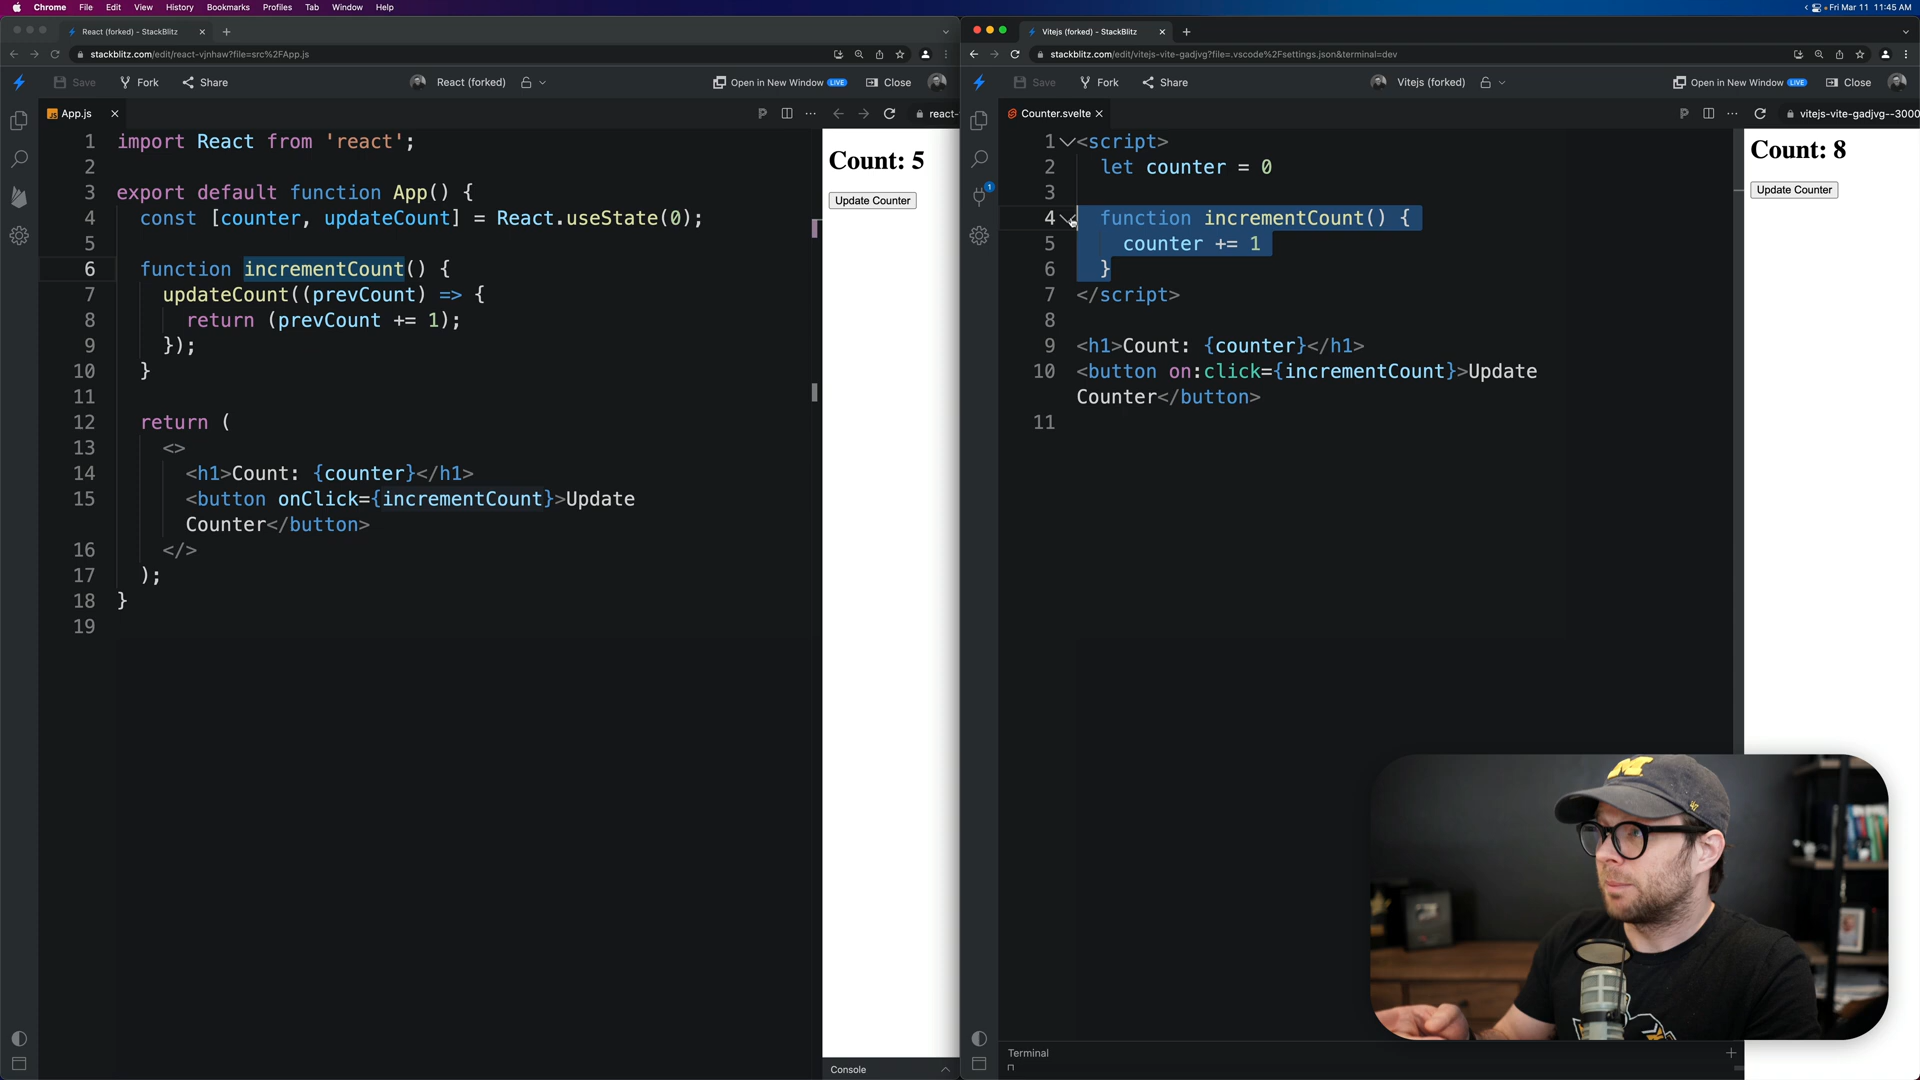 Chrome File Edit View History Bookmarks Profiles Tab Window Help
Fri Mar 11 11:45 AM
React (forked) - StackBlitz
stackblitz.com/edit/react-vjnhaw?file=src%2FApp.js
Save Fork Share React (forked) Open in New Window LIVE Close
App.js
react-
1 import React from 'react';
2
3 export default function App() {
4 const [counter, updateCount] = React.useState(0);
5
6 function incrementCount() {
7 updateCount((prevCount) => {
8 return (prevCount += 1);
9 });
10 }
11
12 return (
13 <>
14 <h1>Count: {counter}</h1>
15 <button onClick={incrementCount}>Update
Counter</button>
16 </>
17 );
18 }
19
Count: 5
Update Counter
Console
Vitejs (forked) - StackBlitz
stackblitz.com/edit/vitejs-vite-gadjvg?file=.vscode%2Fsettings.json&terminal=dev
Save Fork Share Vitejs (forked) Open in New Window LIVE Close
Counter.svelte
vitejs-vite-gadjvg--3000
1
1 <script>
2 let counter = 0
3
4 function incrementCount() {
5 counter += 1
6 }
7 </script>
8
9 <h1>Count: {counter}</h1>
10 <button on:click={incrementCount}>Update
Counter</button>
11
Count: 8
Update Counter
Terminal
M